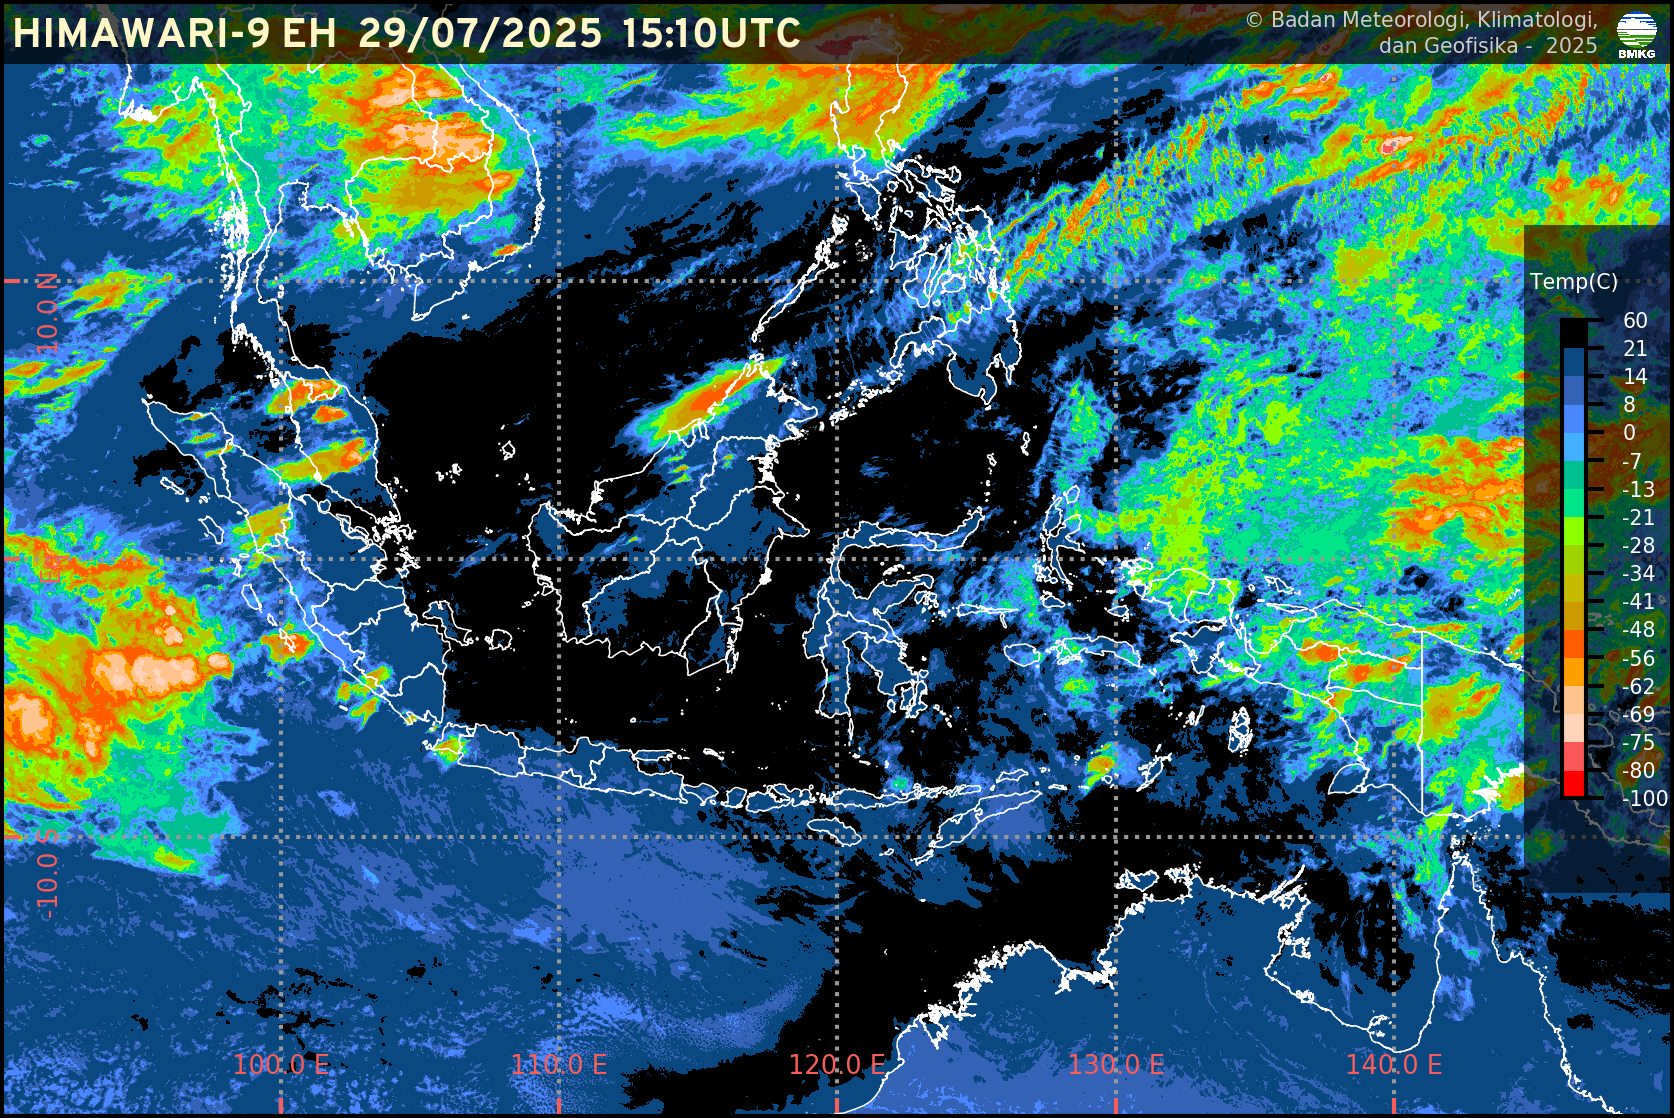 HIMAWARI-9 EH 29/07/2025 15:10UTC
© Badan Meteorologi, Klimatologi,
dan Geofisika - 2025
BMKG
Temp(C)
60
21
14
8
0
-7
-13
-21
-28
-34
-41
-48
-56
-62
-69
-75
-80
-100
10.0 N
-10.0 S
100.0 E
110.0 E
120.0 E
130.0 E
140.0 E